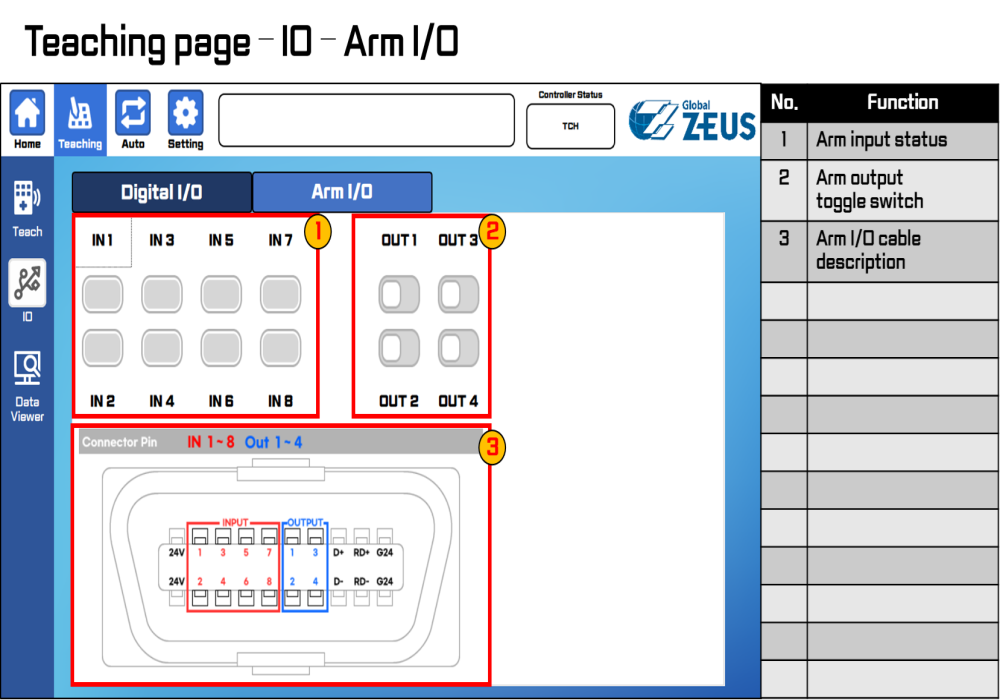 Teaching page – IO – Arm I/O
Home
Teaching
Auto
Setting
Controller Status
TCH
Global
ZEUS
Teach
IO
Data
Viewer
Digital I/O
Arm I/O
IN 1 IN 3 IN 5 IN 7
1
OUT 1 OUT 3
2
IN 2 IN 4 IN 6 IN 8
OUT 2 OUT 4
Connector Pin IN 1~8 Out 1~4
3
INPUT OUTPUT
24V 1 3 5 7 1 3 D+ RD+ G24
24V 2 4 6 8 2 4 D- RD- G24
No. Function
1 Arm input status
2 Arm output
toggle switch
3 Arm I/O cable
description